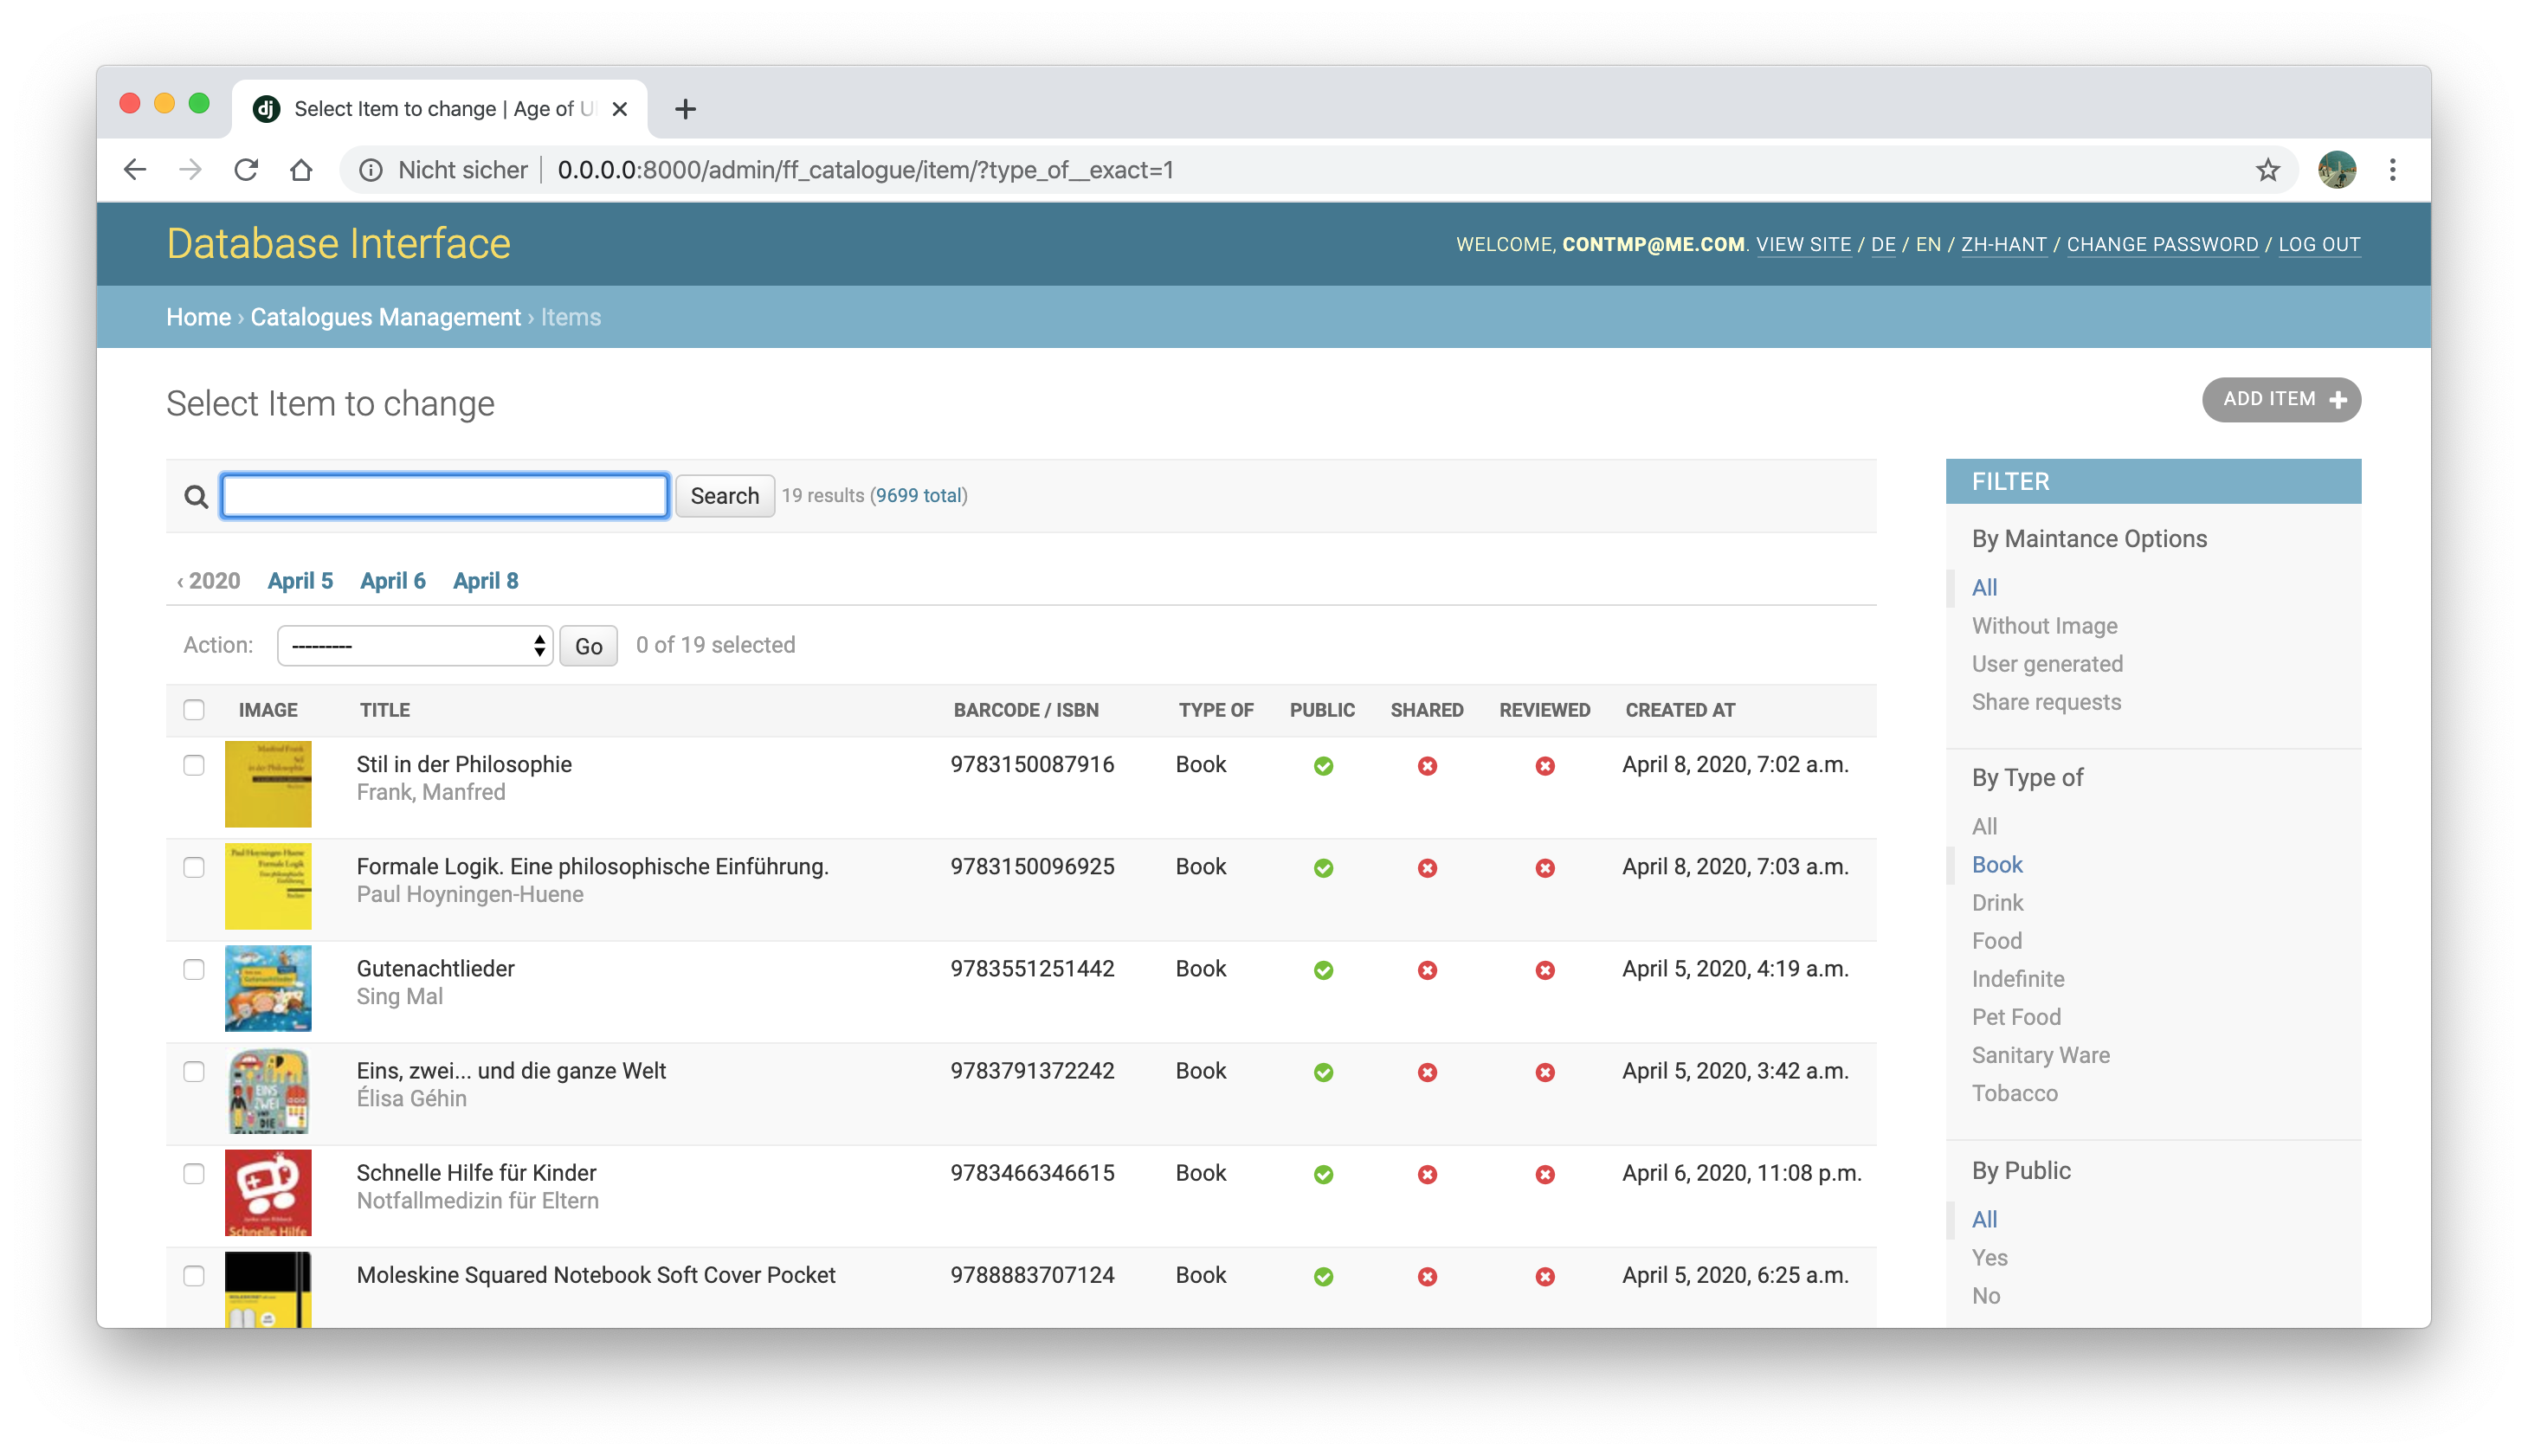 Select Item to change | Age of U
Nicht sicher | 0.0.0.0:8000/admin/ff_catalogue/item/?type_of__exact=1
Database Interface
WELCOME, CONTMP@ME.COM. VIEW SITE / DE / EN / ZH-HANT / CHANGE PASSWORD / LOG OUT
Home › Catalogues Management › Items
Select Item to change
ADD ITEM +
Search 19 results (9699 total)
‹ 2020 April 5 April 6 April 8
Action: --------- Go 0 of 19 selected
IMAGE TITLE BARCODE / ISBN TYPE OF PUBLIC SHARED REVIEWED CREATED AT
Stil in der Philosophie 9783150087916 Book April 8, 2020, 7:02 a.m.
Frank, Manfred
Formale Logik. Eine philosophische Einführung. 9783150096925 Book April 8, 2020, 7:03 a.m.
Paul Hoyningen-Huene
Gutenachtlieder 9783551251442 Book April 5, 2020, 4:19 a.m.
Sing Mal
Eins, zwei... und die ganze Welt 9783791372242 Book April 5, 2020, 3:42 a.m.
Élisa Géhin
EINS
ZWEI
UND
DIE
Schnelle Hilfe für Kinder 9783466346615 Book April 6, 2020, 11:08 p.m.
Notfallmedizin für Eltern
Schnelle Hilfe
Moleskine Squared Notebook Soft Cover Pocket 9788883707124 Book April 5, 2020, 6:25 a.m.
FILTER
By Maintance Options
All
Without Image
User generated
Share requests
By Type of
All
Book
Drink
Food
Indefinite
Pet Food
Sanitary Ware
Tobacco
By Public
All
Yes
No